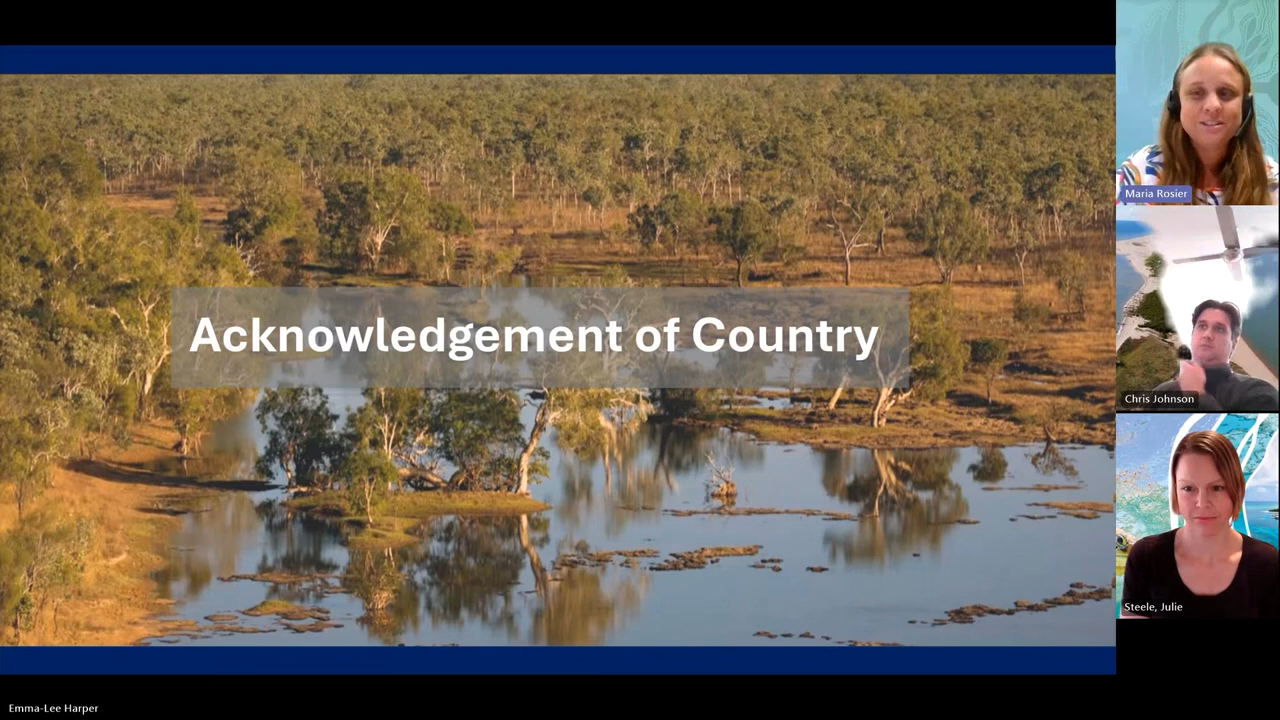 Acknowledgement of Country
Maria Rosier
Chris Johnson
Steele, Julie
Emma-Lee Harper